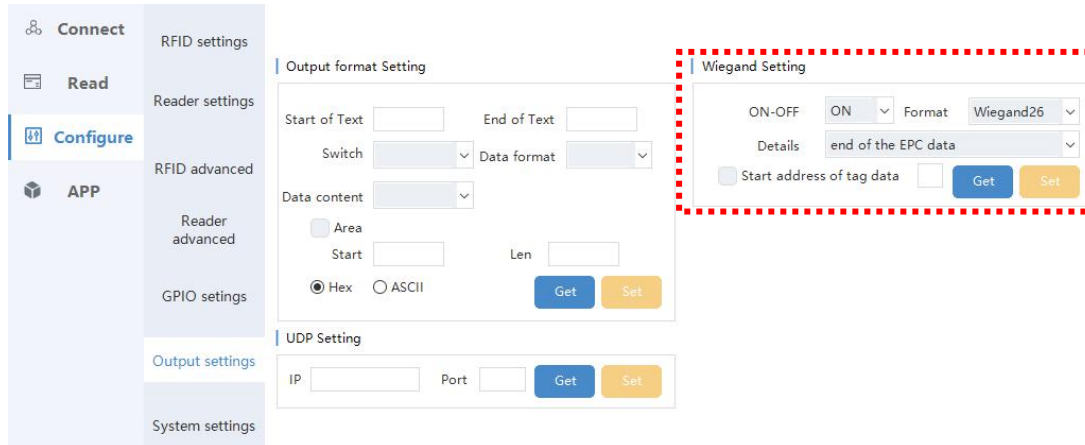 Connect
Read
Configure
APP
RFID settings
Reader settings
RFID advanced
Reader
advanced
GPIO setings
Output settings
System settings
Output format Setting
Start of Text End of Text
Switch Data format
Data content
Area
Start Len
Hex ASCII Get Set
UDP Setting
IP Port Get Set
Wiegand Setting
ON-OFF ON Format Wiegand26
Details end of the EPC data
Start address of tag data Get Set